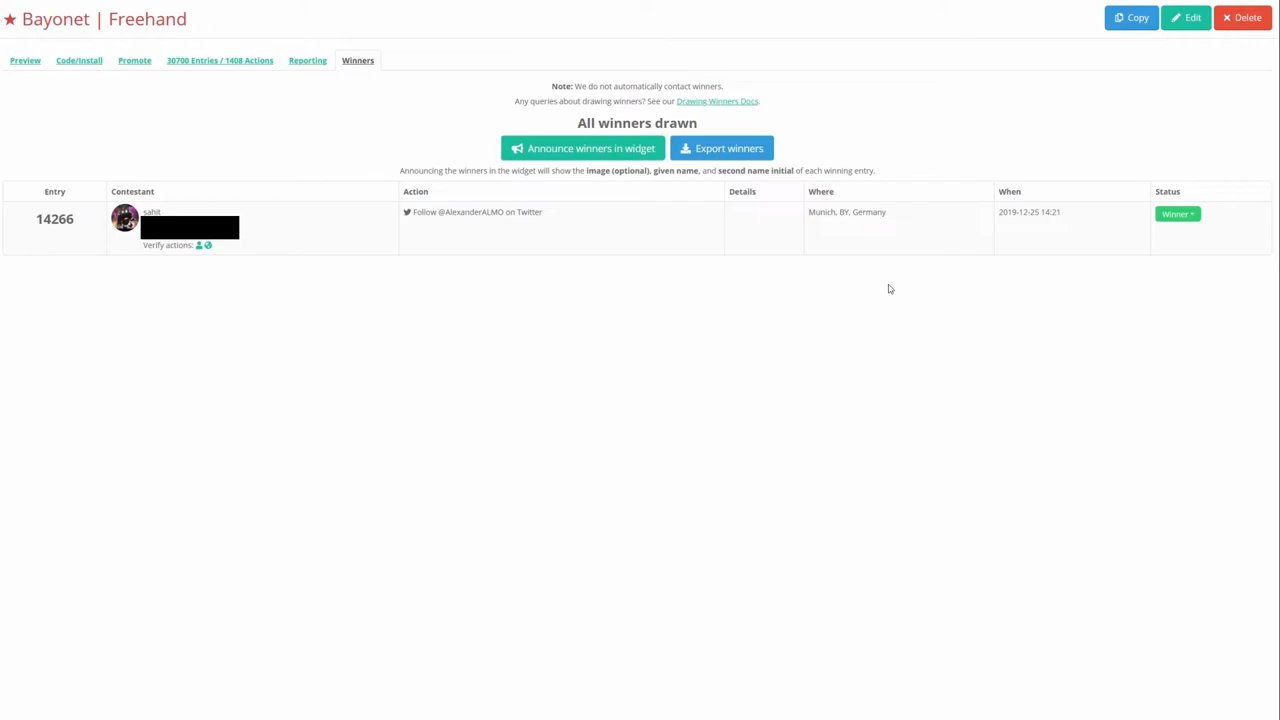 ★ Bayonet | Freehand
Copy
Edit
Delete
Preview
Code/Install
Promote
30700 Entries / 1408 Actions
Reporting
Winners
Note: We do not automatically contact winners.
Any queries about drawing winners? See our Drawing Winners Docs.
All winners drawn
Announce winners in widget
Export winners
Announcing the winners in the widget will show the image (optional), given name, and second name initial of each winning entry.
Entry
Contestant
Action
Details
Where
When
Status
14266
sahit
Verify actions:
Follow @AlexanderALMO on Twitter
Munich, BY, Germany
2019-12-25 14:21
Winner